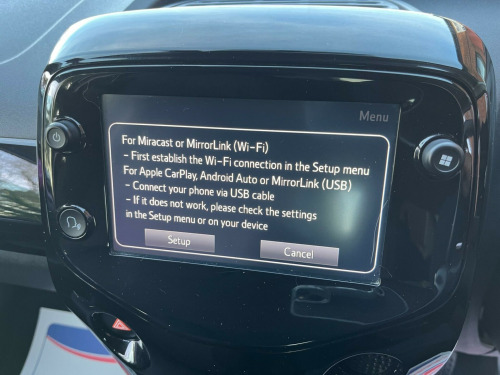 Menu
For Miracast or MirrorLink (Wi-Fi)
- First establish the Wi-Fi connection in the Setup menu
For Apple CarPlay, Android Auto or MirrorLink (USB)
- Connect your phone via USB cable
- If it does not work, please check the settings
in the Setup menu or on your device
Setup
Cancel